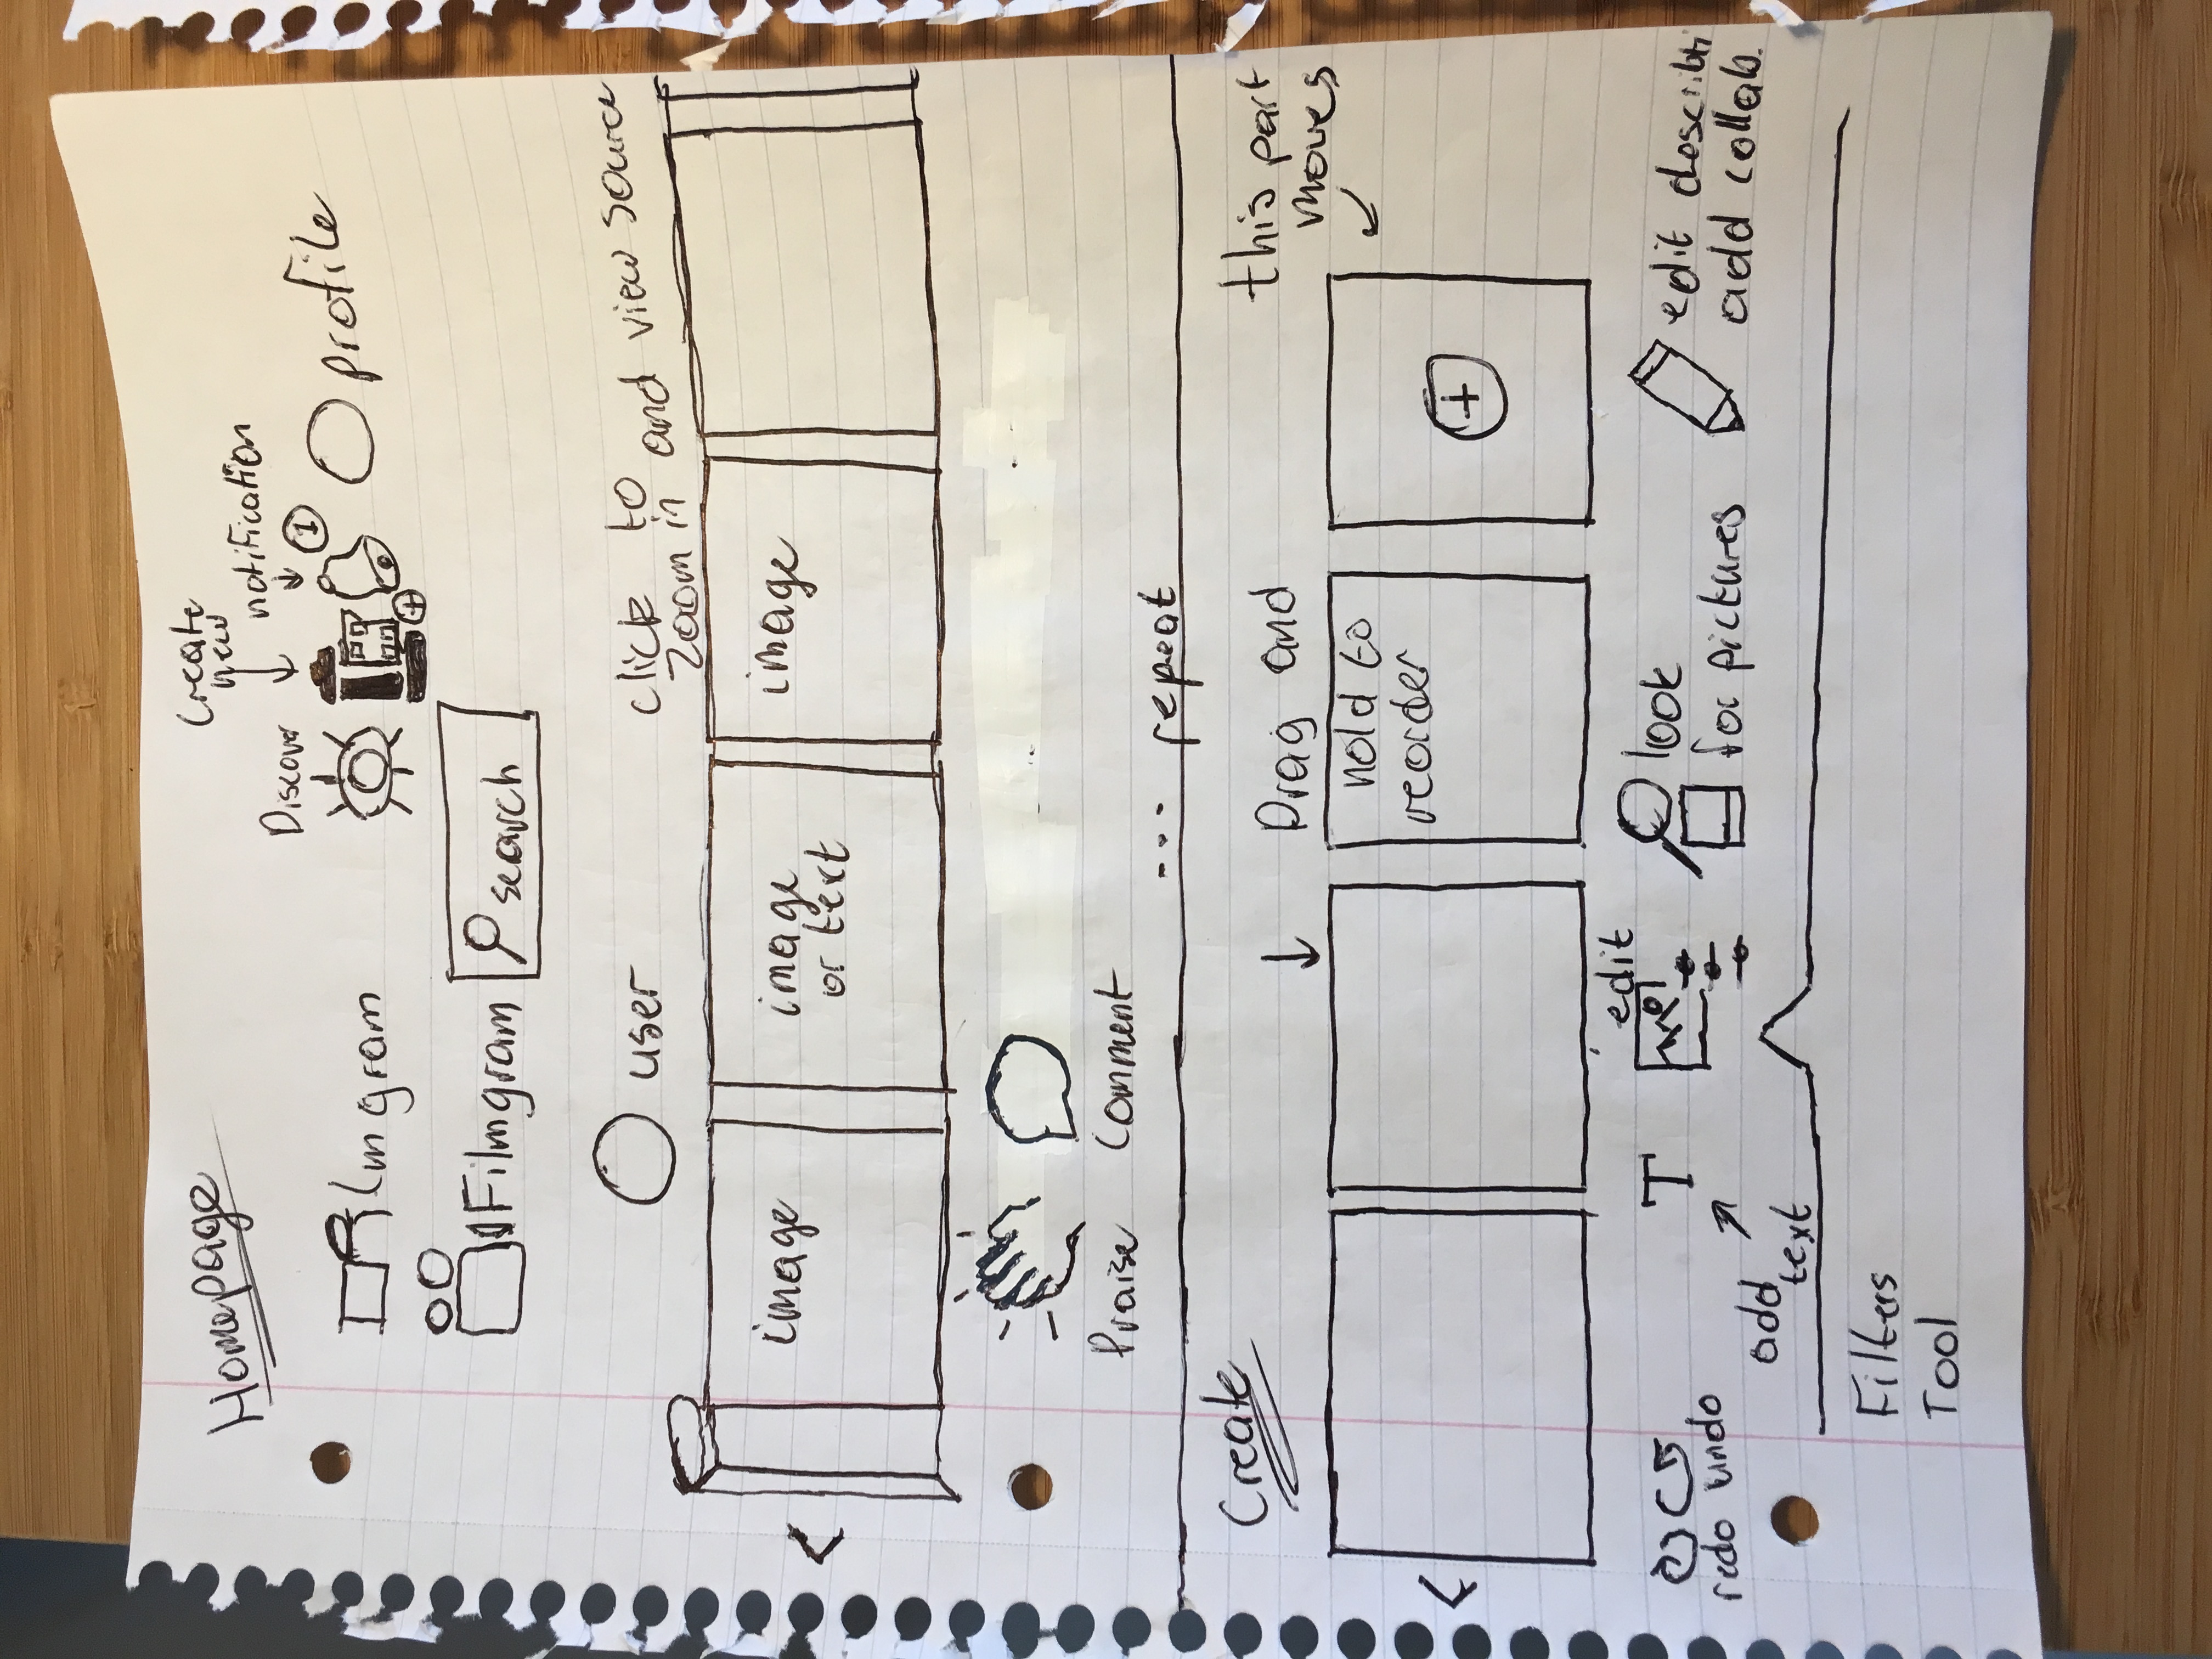 Homepage
Create
new
notification
Discover
1
lmgram
profile
Filmgram
search
user
click to
zoom in and view source
image
image
or text
image
Praise
Comment
... repeat
Create
Drag and
hold to
reorder
this part
moves
+
edit
T
look
for pictures
redo undo
edit describti
add collab.
add
text
Filters
Tool